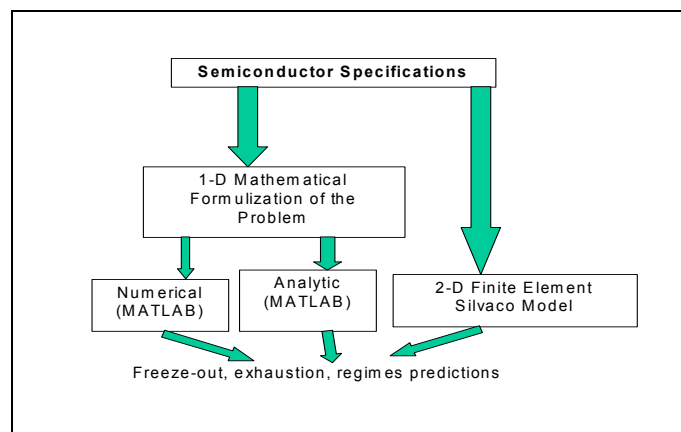 Semiconductor Specifications
1-D Mathematical
Formulization of the
Problem
Numerical
(MATLAB)
Analytic
(MATLAB)
2-D Finite Element
Silvaco Model
Freeze-out, exhaustion, regimes predictions